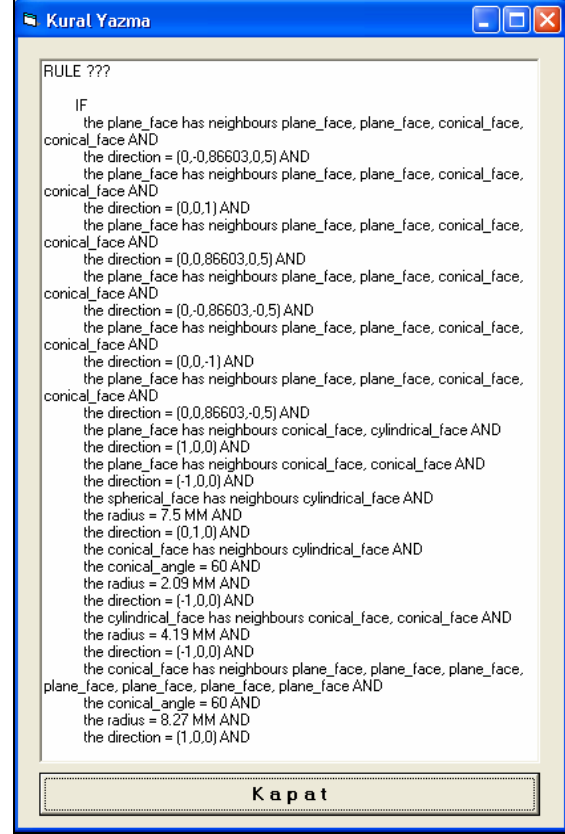 Kural Yazma
RULE ???
IF
the plane_face has neighbours plane_face, plane_face, conical_face,
conical_face AND
the direction = (0,-0,86603,0,5) AND
the plane_face has neighbours plane_face, plane_face, conical_face,
conical_face AND
the direction = (0,0,1) AND
the plane_face has neighbours plane_face, plane_face, conical_face,
conical_face AND
the direction = (0,0,86603,0,5) AND
the plane_face has neighbours plane_face, plane_face, conical_face,
conical_face AND
the direction = (0,-0,86603,-0,5) AND
the plane_face has neighbours plane_face, plane_face, conical_face,
conical_face AND
the direction = (0,0,-1) AND
the plane_face has neighbours plane_face, plane_face, conical_face,
conical_face AND
the direction = (0,0,86603,-0,5) AND
the plane_face has neighbours conical_face, cylindrical_face AND
the direction = (1,0,0) AND
the plane_face has neighbours conical_face, conical_face AND
the direction = (-1,0,0) AND
the spherical_face has neighbours cylindrical_face AND
the radius = 7.5 MM AND
the direction = (0,1,0) AND
the conical_face has neighbours cylindrical_face AND
the conical_angle = 60 AND
the radius = 2.09 MM AND
the direction = (-1,0,0) AND
the cylindrical_face has neighbours conical_face, conical_face AND
the radius = 4.19 MM AND
the direction = (-1,0,0) AND
the conical_face has neighbours plane_face, plane_face, plane_face,
plane_face, plane_face, plane_face, plane_face AND
the conical_angle = 60 AND
the radius = 8.27 MM AND
the direction = (1,0,0) AND
Kapat